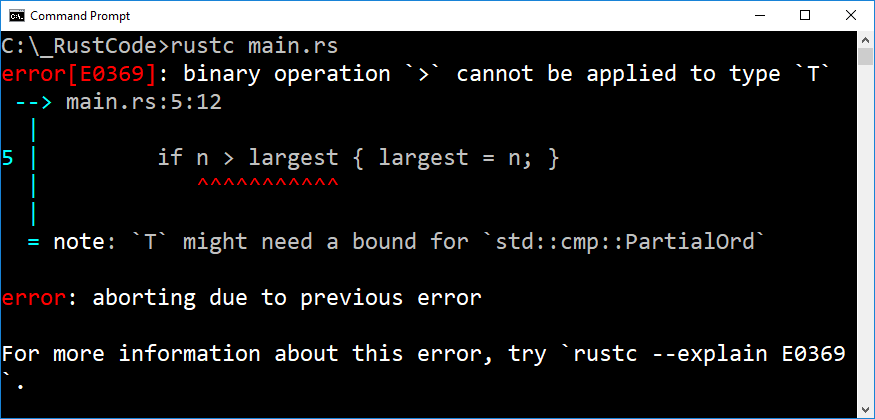 Command Prompt
C:\_RustCode>rustc main.rs
error[E0369]: binary operation `>` cannot be applied to type `T`
 --> main.rs:5:12
  |
5 |         if n > largest { largest = n; }
  |            ^^^^^^^^^^^
  |
  = note: `T` might need a bound for `std::cmp::PartialOrd`
error: aborting due to previous error
For more information about this error, try `rustc --explain E0369
`.